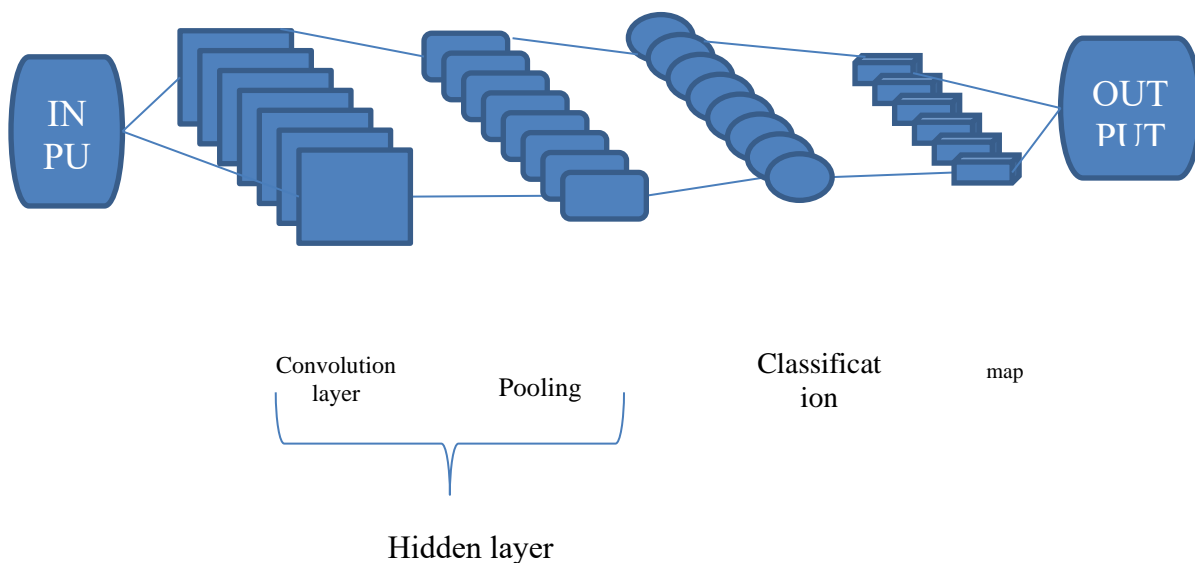 IN
PU
OUT
PUT
Convolution
layer
Pooling
Classificat
ion
map
Hidden layer